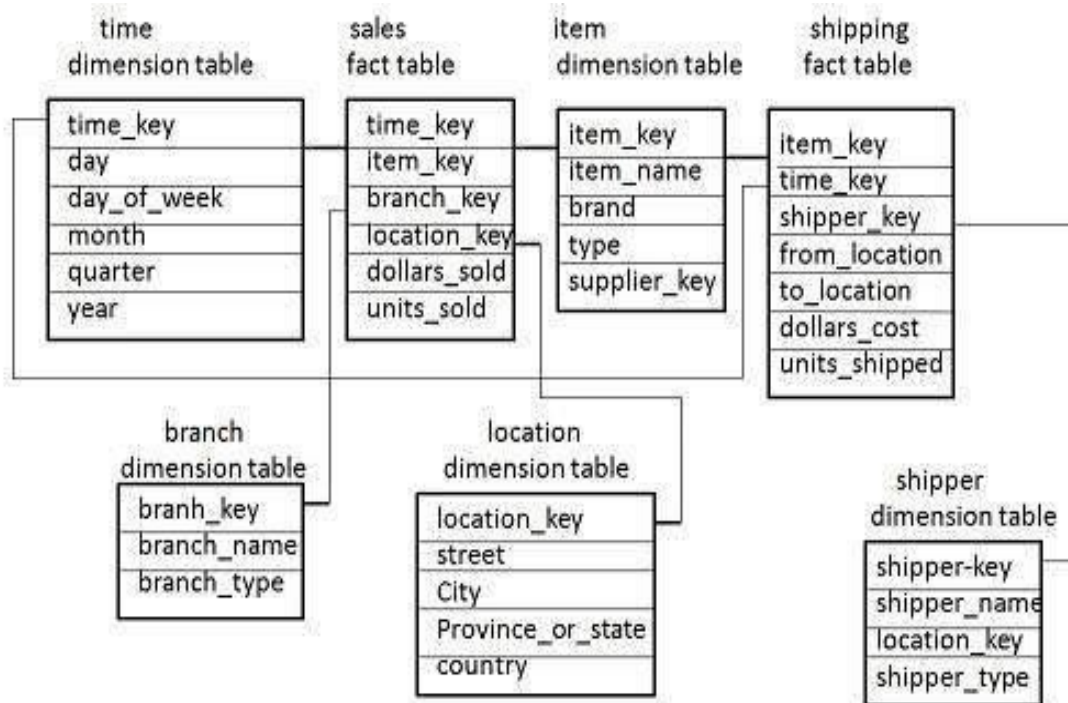 time
dimension table
time_key
day
day_of_week
month
quarter
year
sales
fact table
time_key
item_key
branch_key
location_key
dollars_sold
units_sold
item
dimension table
item_key
item_name
brand
type
supplier_key
shipping
fact table
item_key
time_key
shipper_key
from_location
to_location
dollars_cost
units_shipped
branch
dimension table
branh_key
branch_name
branch_type
location
dimension table
location_key
street
City
Province_or_state
country
shipper
dimension table
shipper-key
shipper_name
location_key
shipper_type